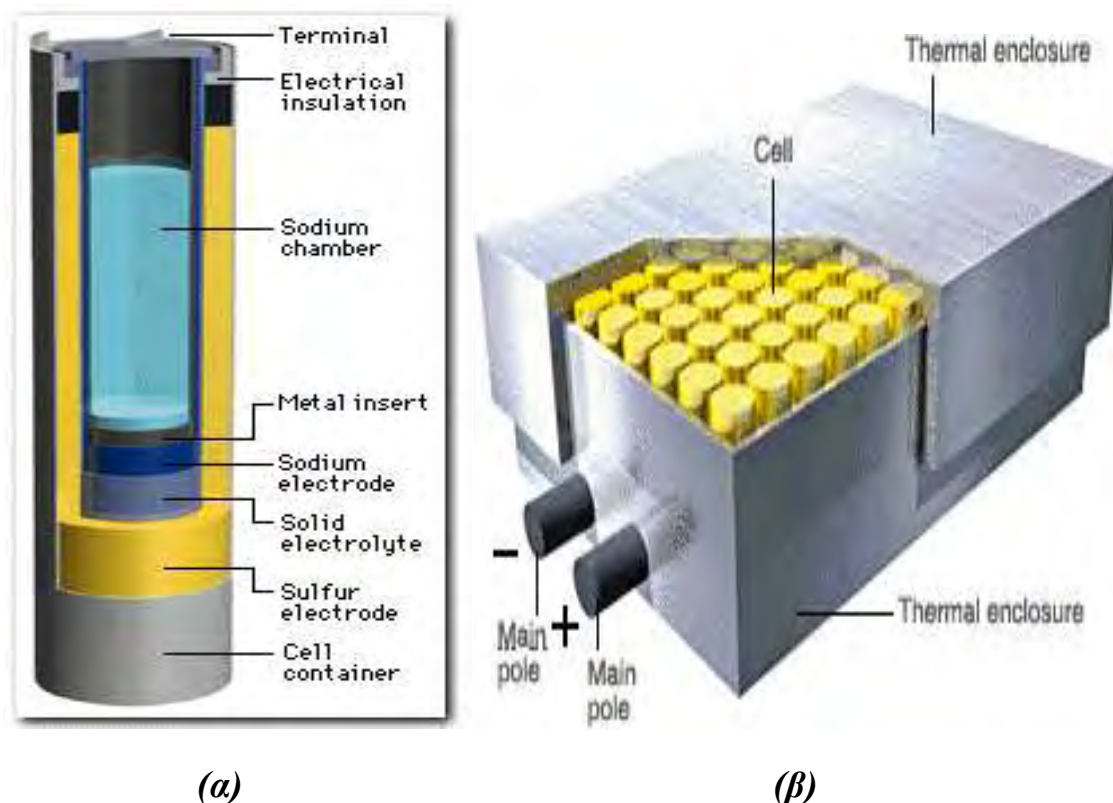 Terminal
Electrical
insulation
Sodium
chamber
Metal insert
Sodium
electrode
Solid
electrolyte
Sulfur
electrode
Cell
container
Thermal enclosure
Cell
-
Main
pole
+
Main
pole
Thermal enclosure
(α)
(β)